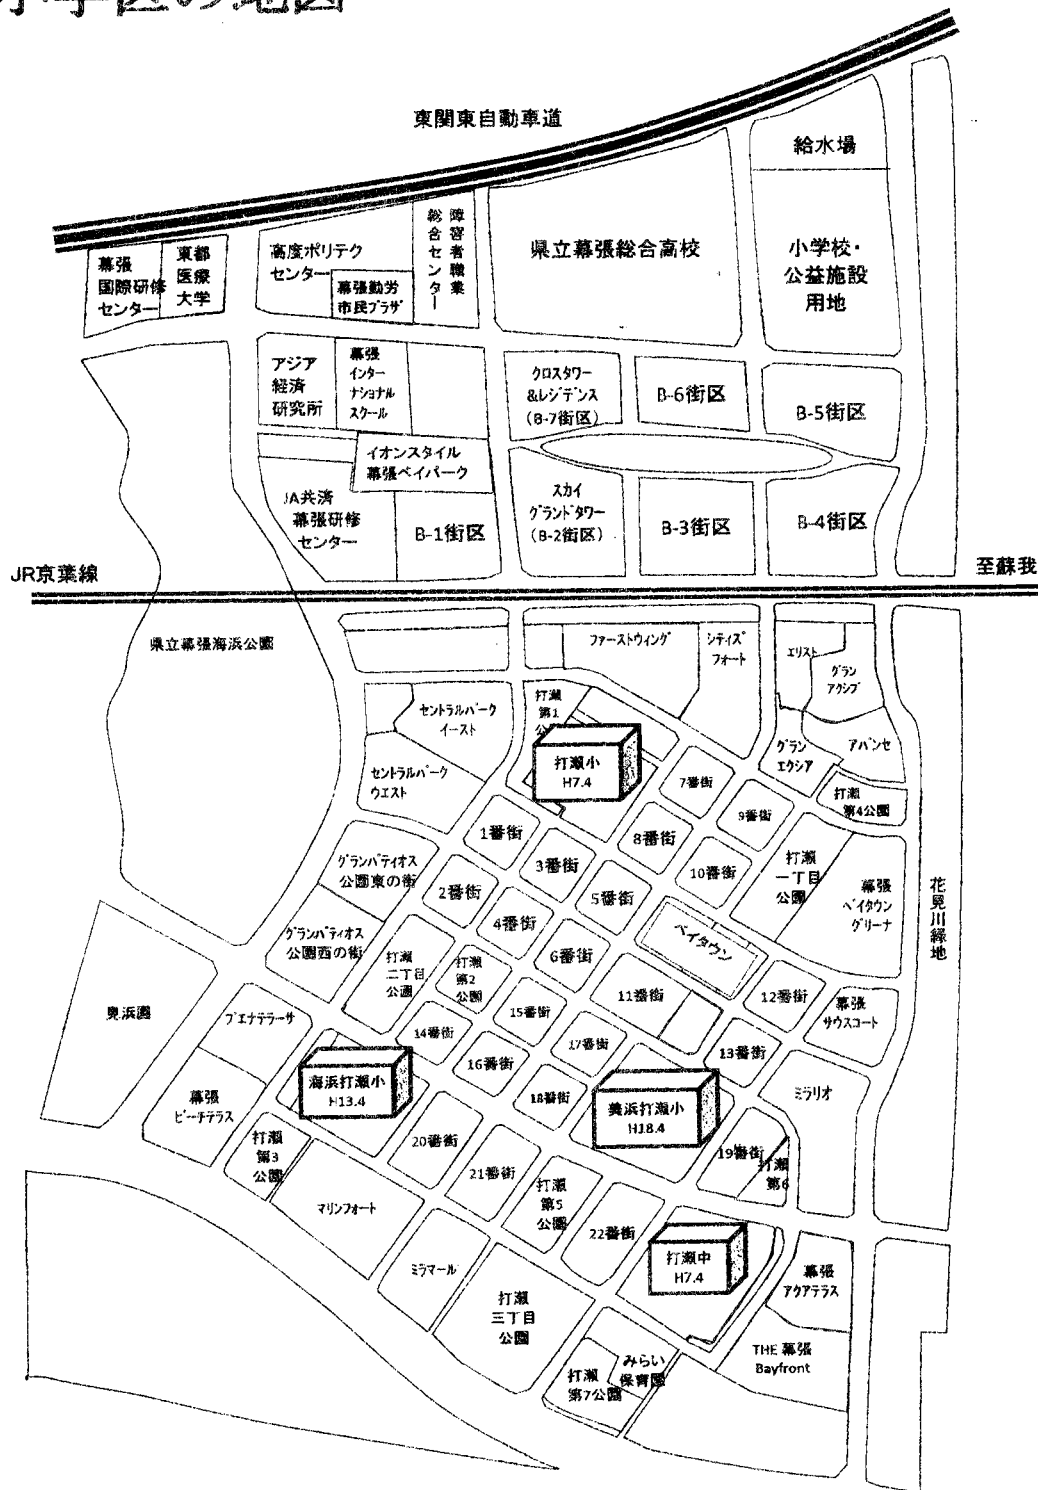 学区の地図
東関東自動車道
給水場
幕張
国際研修
センター
東都
医療
大学
高度ポリテク
センター
幕張勤労
市民プラザ
障害者職業
総合センター
県立幕張総合高校
小学校・
公益施設
用地
アジア
経済
研究所
幕張
インター
ナショナル
スクール
クロスタワー
&レジデンス
(B-7街区)
B-6街区
B-5街区
イオンスタイル
幕張ベイパーク
JA共済
幕張研修
センター
B-1街区
スカイ
グランドタワー
(B-2街区)
B-3街区
B-4街区
JR京葉線
至蘇我
県立幕張海浜公園
ファーストウィング
シティズ
フォート
エリスト
グラン
アクシブ
セントラルパーク
イースト
打瀬
第1
公
打瀬小
H7.4
グラン
エクシア
アバンセ
セントラルパーク
ウエスト
7番街
打瀬
第4公園
9番街
1番街
8番街
3番街
グランパティオス
公園東の街
打瀬
一丁目
公園
10番街
2番街
5番街
幕張
ベイタウン
グリーナ
花見川緑地
4番街
ベイタウン
グランパティオス
公園西の街
打瀬
二丁目
公園
打瀬
第2
公園
6番街
11番街
12番街
幕張
サウスコート
見浜園
ブエナテラーサ
15番街
14番街
17番街
13番街
16番街
海浜打瀬小
H13.4
18番街
美浜打瀬小
H18.4
ミラリオ
幕張
ビーチテラス
打瀬
第3
公園
20番街
19番街
打瀬
第6
21番街
打瀬
第5
公園
マリンフォート
22番街
打瀬中
H7.4
ミラマール
幕張
アクアテラス
打瀬
三丁目
公園
THE 幕張
Bayfront
みらい
保育園
打瀬
第7公園